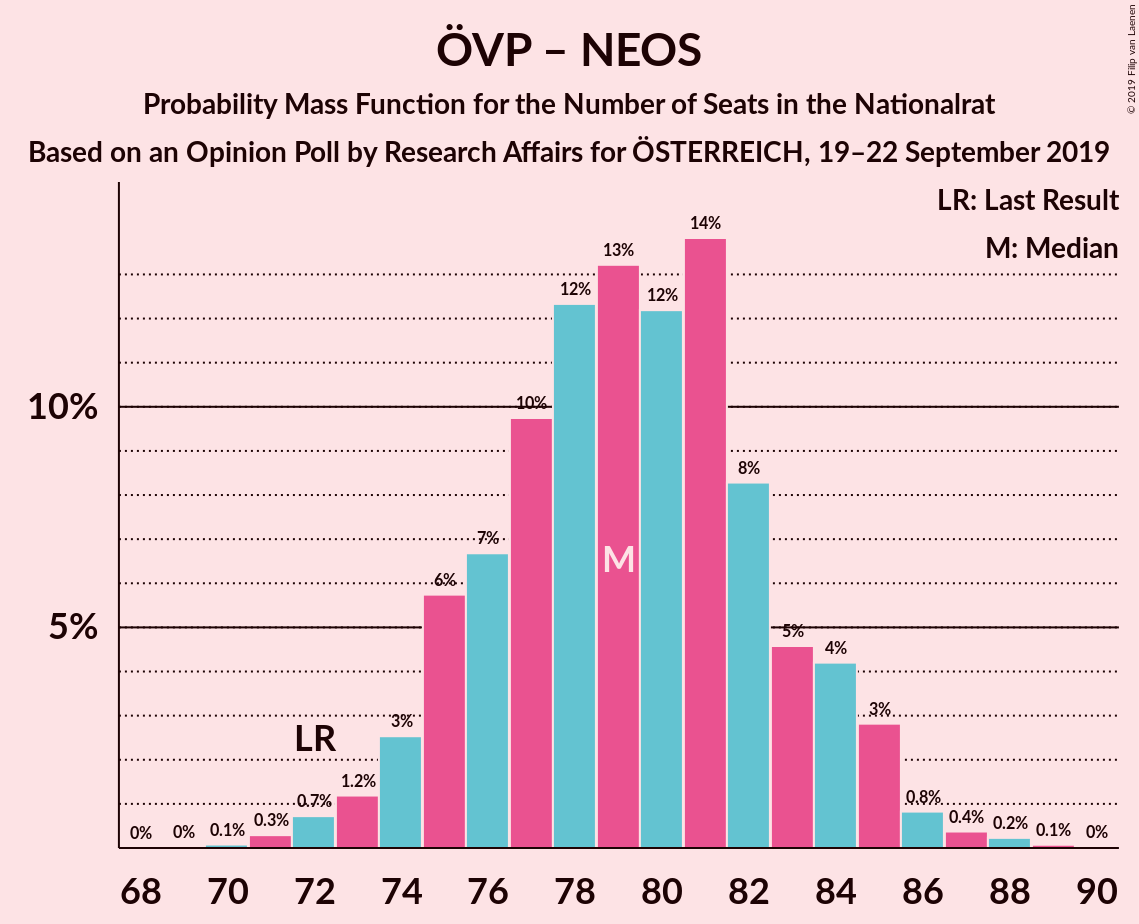 © 2019 Filip van Laenen
ÖVP – NEOS
Probability Mass Function for the Number of Seats in the Nationalrat
Based on an Opinion Poll by Research Affairs for ÖSTERREICH, 19–22 September 2019
LR: Last Result
M: Median
10%
5%
0% 0% 0.1% 0.3% 0.7% 1.2% 3% 6% 7% 10% 12% 13% 12% 14% 8% 5% 4% 3% 0.8% 0.4% 0.2% 0.1% 0%
LR
M
68 70 72 74 76 78 80 82 84 86 88 90